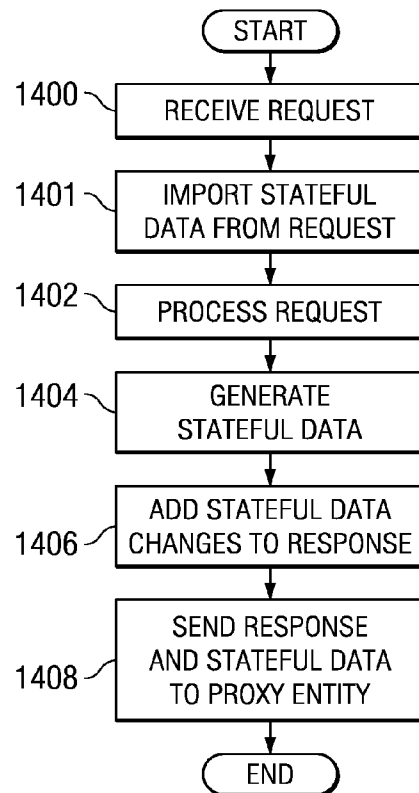 START
1400
RECEIVE REQUEST
1401
IMPORT STATEFUL
DATA FROM REQUEST
1402
PROCESS REQUEST
1404
GENERATE
STATEFUL DATA
1406
ADD STATEFUL DATA
CHANGES TO RESPONSE
1408
SEND RESPONSE
AND STATEFUL DATA
TO PROXY ENTITY
END